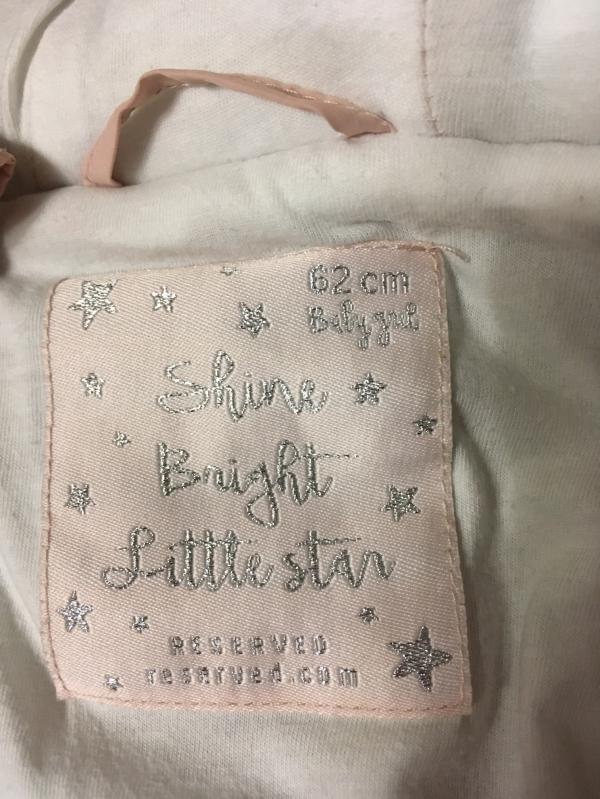 62 cm
Baby girl
Shine
Bright
Little star
RESERVED
reserved.com